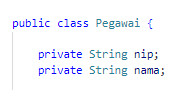 public class Pegawai {
private String nip;
private String nama;